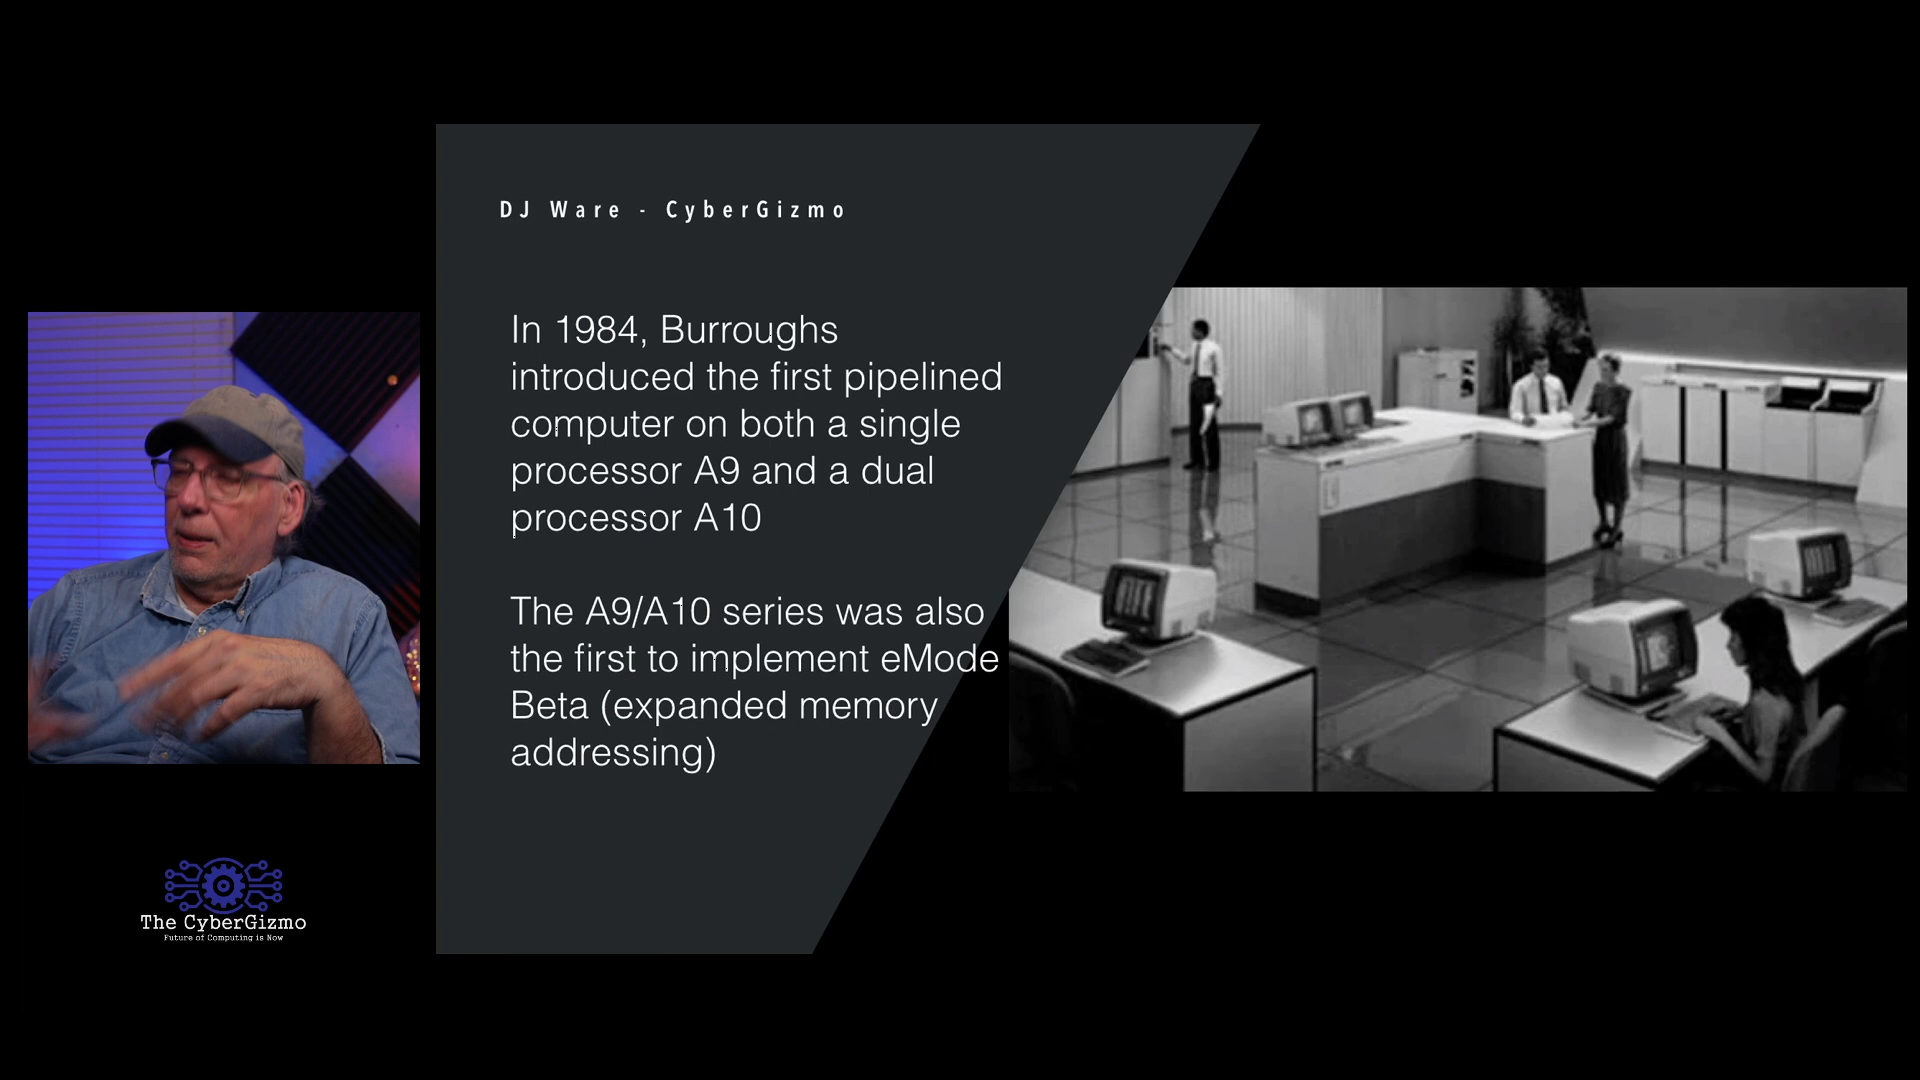 DJ Ware - CyberGizmo
In 1984, Burroughs
introduced the first pipelined
computer on both a single
processor A9 and a dual
processor A10
The A9/A10 series was also
the first to implement eMode
Beta (expanded memory
addressing)
The CyberGizmo
Future of Computing is Now